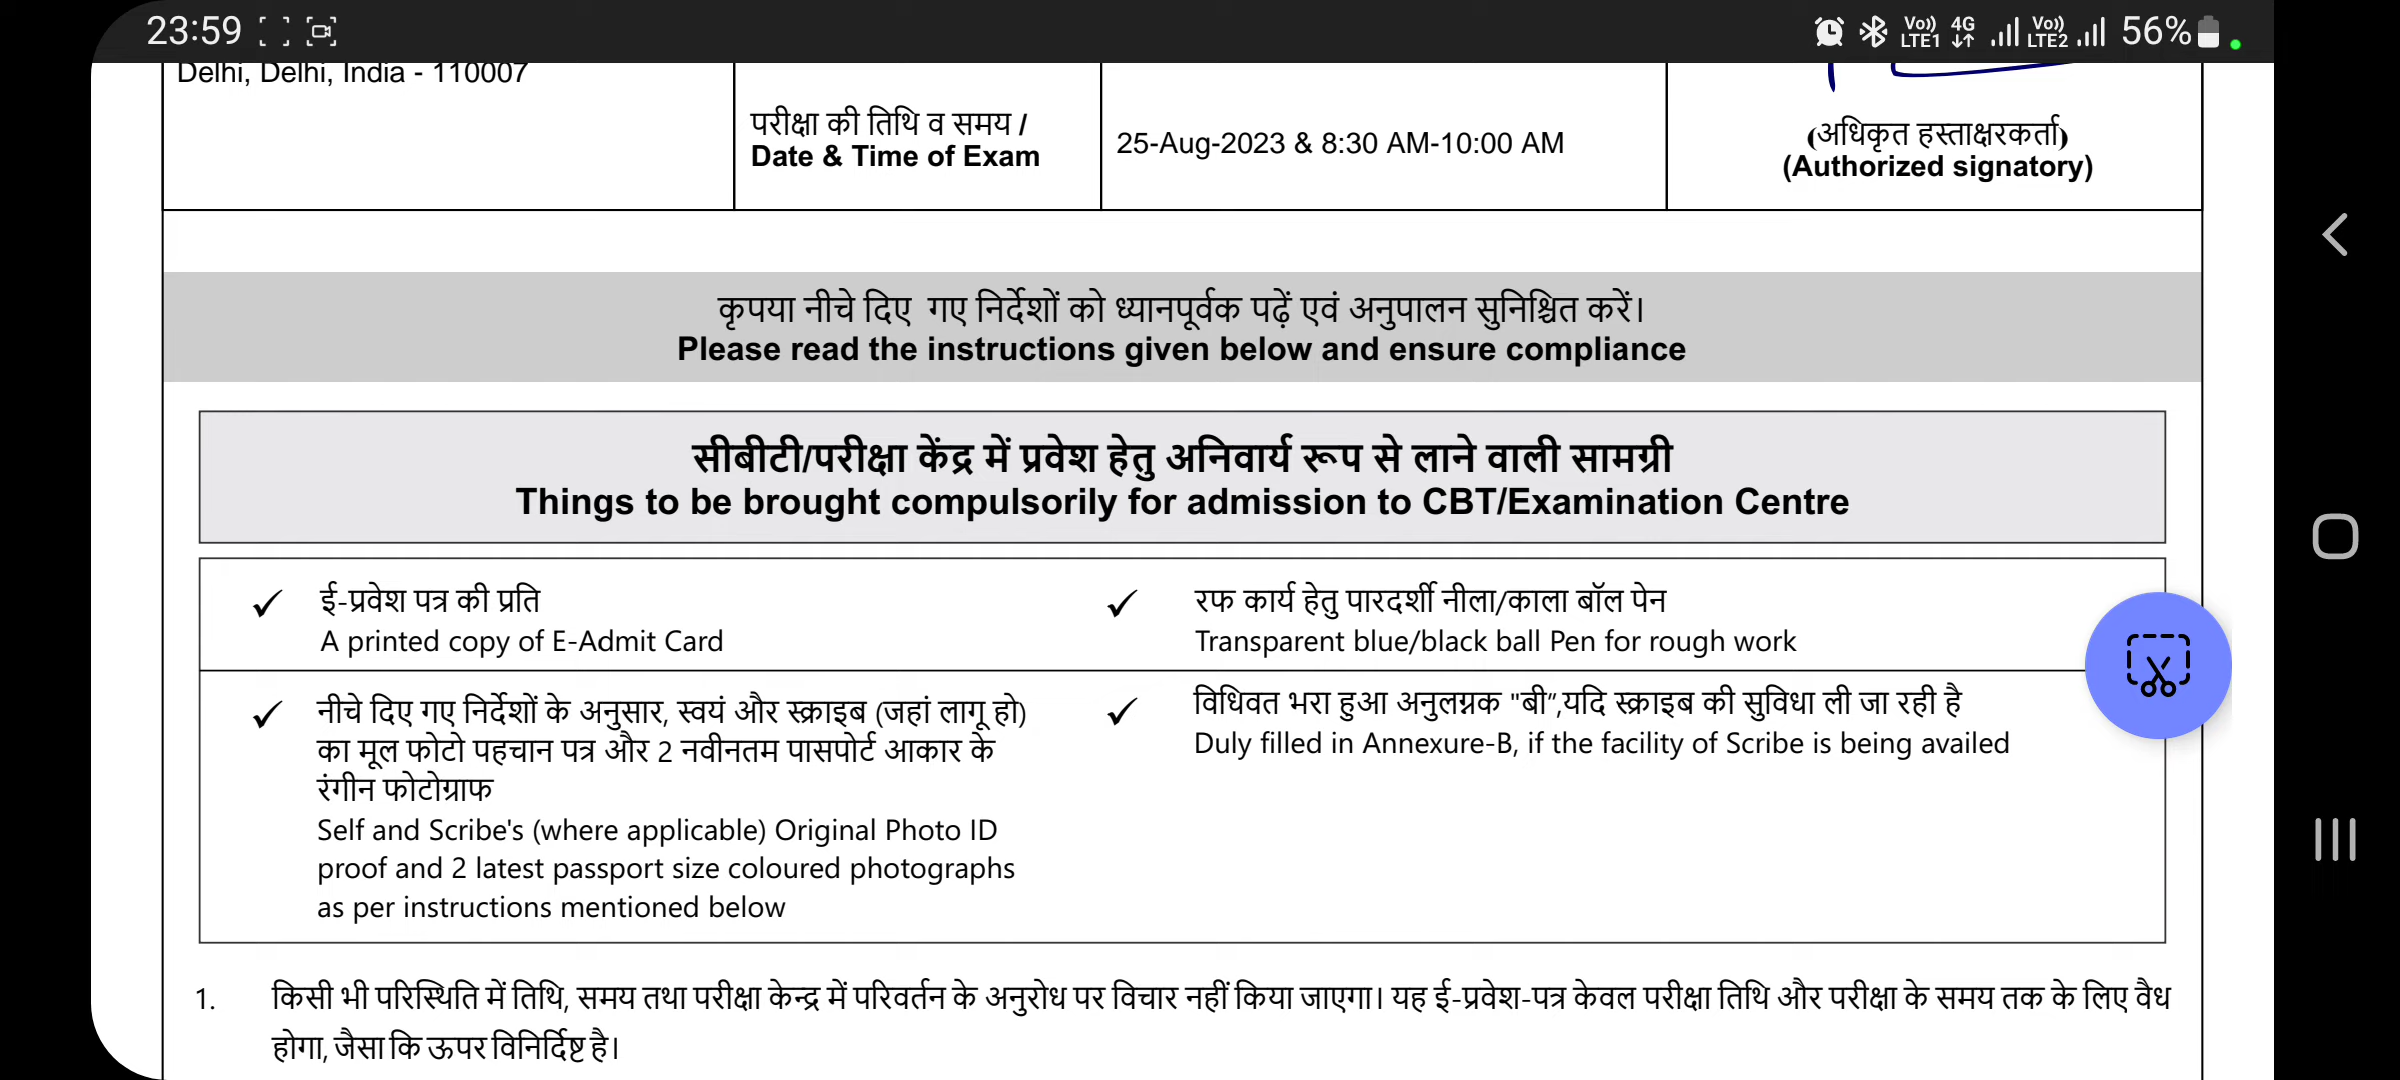 23:59
Vo)) LTE1 4G Vo)) LTE2 56%
Delhi, Delhi, India - 110007
परीक्षा की तिथि व समय /
Date & Time of Exam
25-Aug-2023 & 8:30 AM-10:00 AM
(अधिकृत हस्ताक्षरकर्ता)
(Authorized signatory)
कृपया नीचे दिए गए निर्देशों को ध्यानपूर्वक पढ़ें एवं अनुपालन सुनिश्चित करें।
Please read the instructions given below and ensure compliance
सीबीटी/परीक्षा केंद्र में प्रवेश हेतु अनिवार्य रूप से लाने वाली सामग्री
Things to be brought compulsorily for admission to CBT/Examination Centre
✓ ई-प्रवेश पत्र की प्रति
A printed copy of E-Admit Card
✓ रफ कार्य हेतु पारदर्शी नीला/काला बॉल पेन
Transparent blue/black ball Pen for rough work
✓ नीचे दिए गए निर्देशों के अनुसार, स्वयं और स्क्राइब (जहां लागू हो)
का मूल फोटो पहचान पत्र और 2 नवीनतम पासपोर्ट आकार के
रंगीन फोटोग्राफ
Self and Scribe's (where applicable) Original Photo ID
proof and 2 latest passport size coloured photographs
as per instructions mentioned below
✓ विधिवत भरा हुआ अनुलग्नक "बी“,यदि स्क्राइब की सुविधा ली जा रही है
Duly filled in Annexure-B, if the facility of Scribe is being availed
1. किसी भी परिस्थिति में तिथि, समय तथा परीक्षा केन्द्र में परिवर्तन के अनुरोध पर विचार नहीं किया जाएगा। यह ई-प्रवेश-पत्र केवल परीक्षा तिथि और परीक्षा के समय तक के लिए वैध
होगा, जैसा कि ऊपर विनिर्दिष्ट है।